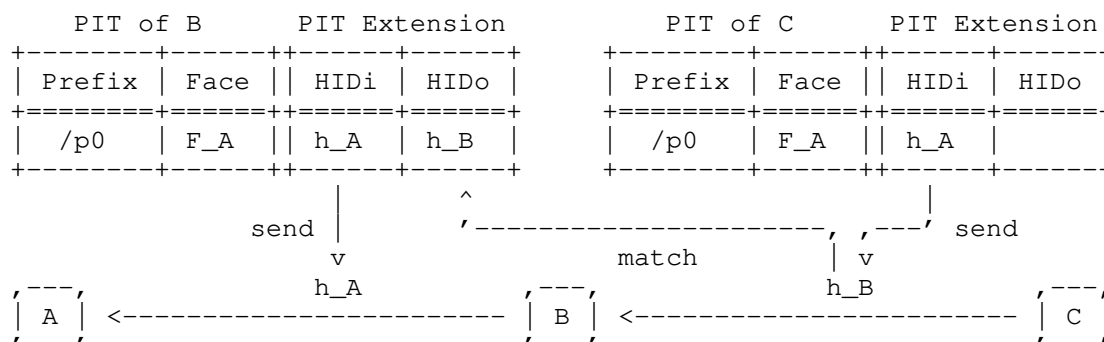 PIT of B PIT Extension PIT of C PIT Extension
Prefix Face HIDi HIDo Prefix Face HIDi HIDo
/p0 F_A h_A h_B /p0 F_A h_A
send send
v match v
h_A h_B
A B C